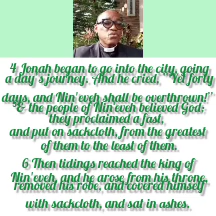 4 Jonah began to go into the city, going
a day's journey. And he cried, "Yet forty
days, and Nin'eveh shall be overthrown!"
& the people of Nin'eveh believed God;
they proclaimed a fast,
and put on sackcloth, from the greatest
of them to the least of them.
6 Then tidings reached the king of
Nin'eveh, and he arose from his throne,
removed his robe, and covered himself
with sackcloth, and sat in ashes.